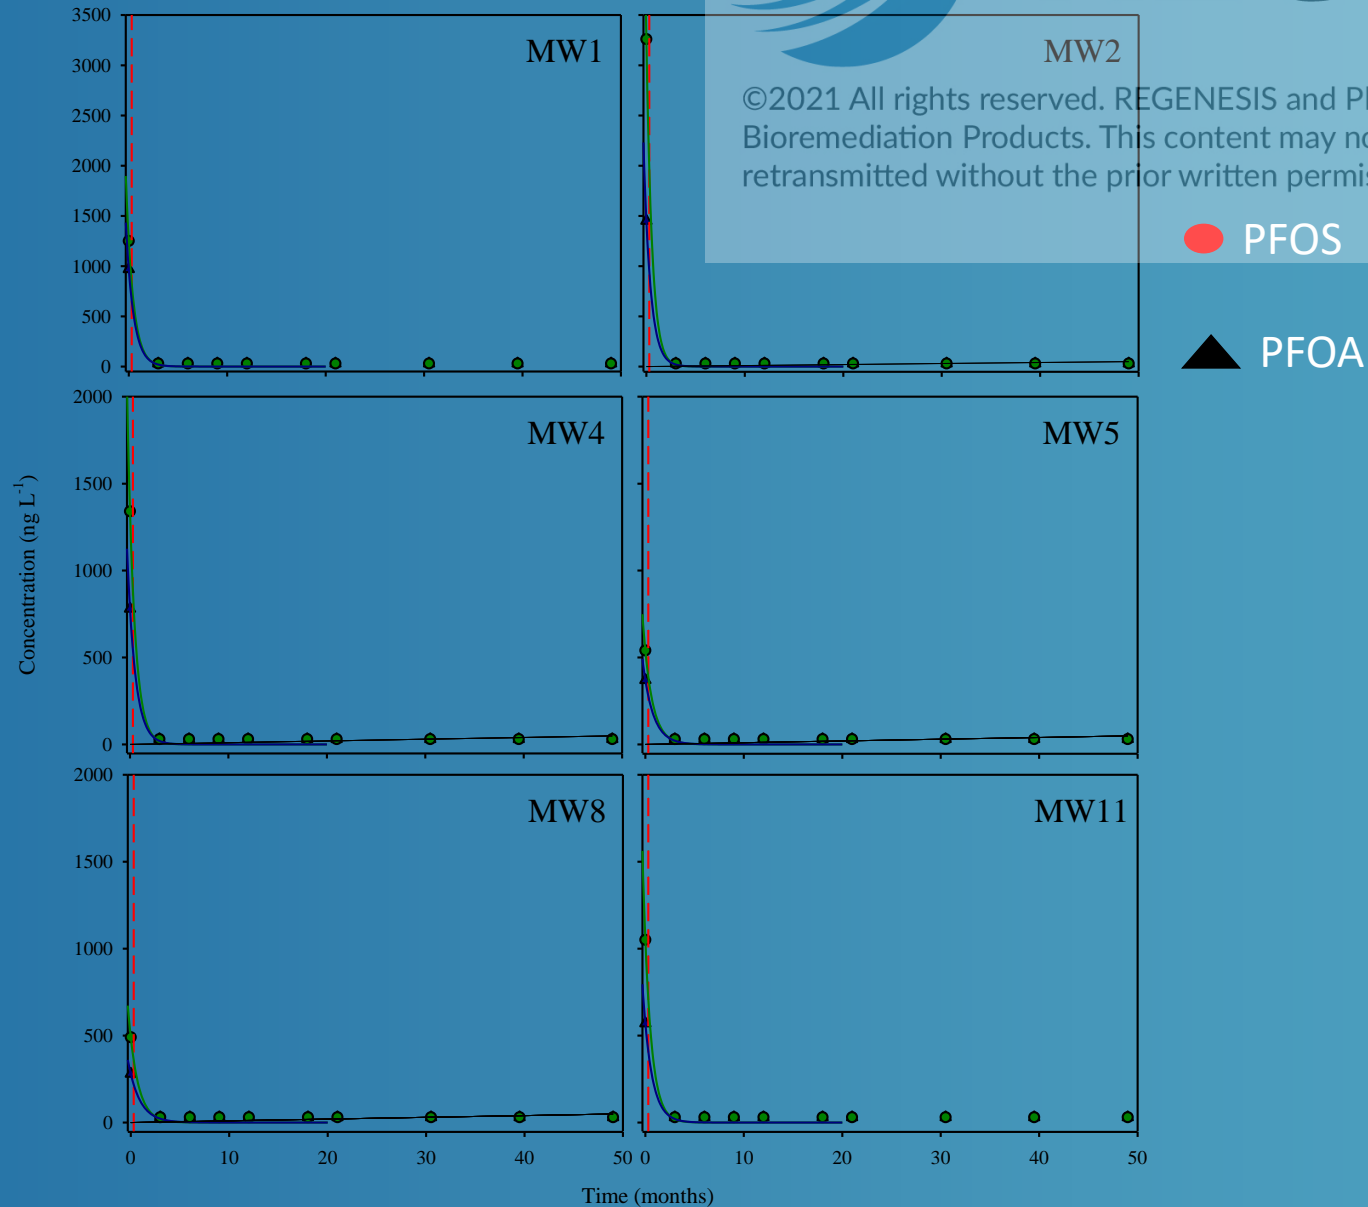 3500
3000
2500
2000
1500
1000
500
0
MW1
MW2
©2021 All rights reserved. REGENESIS and
Bioremediation Products. This content may
retransmitted without the prior written
PFOS
PFOA
2000
1500
1000
500
0
MW4
MW5
Concentration (ng L-1)
2000
1500
1000
500
0
MW8
MW11
0 10 20 30 40 50 0 10 20 30 40 50
Time (months)